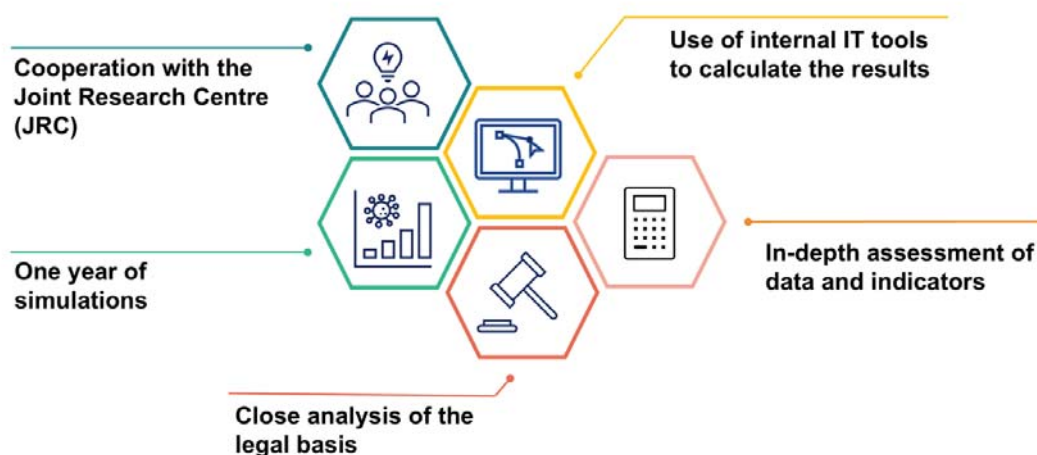 Cooperation with the
Joint Research Centre
(JRC)
Use of internal IT tools
to calculate the results
One year of
simulations
In-depth assessment of
data and indicators
Close analysis of the
legal basis